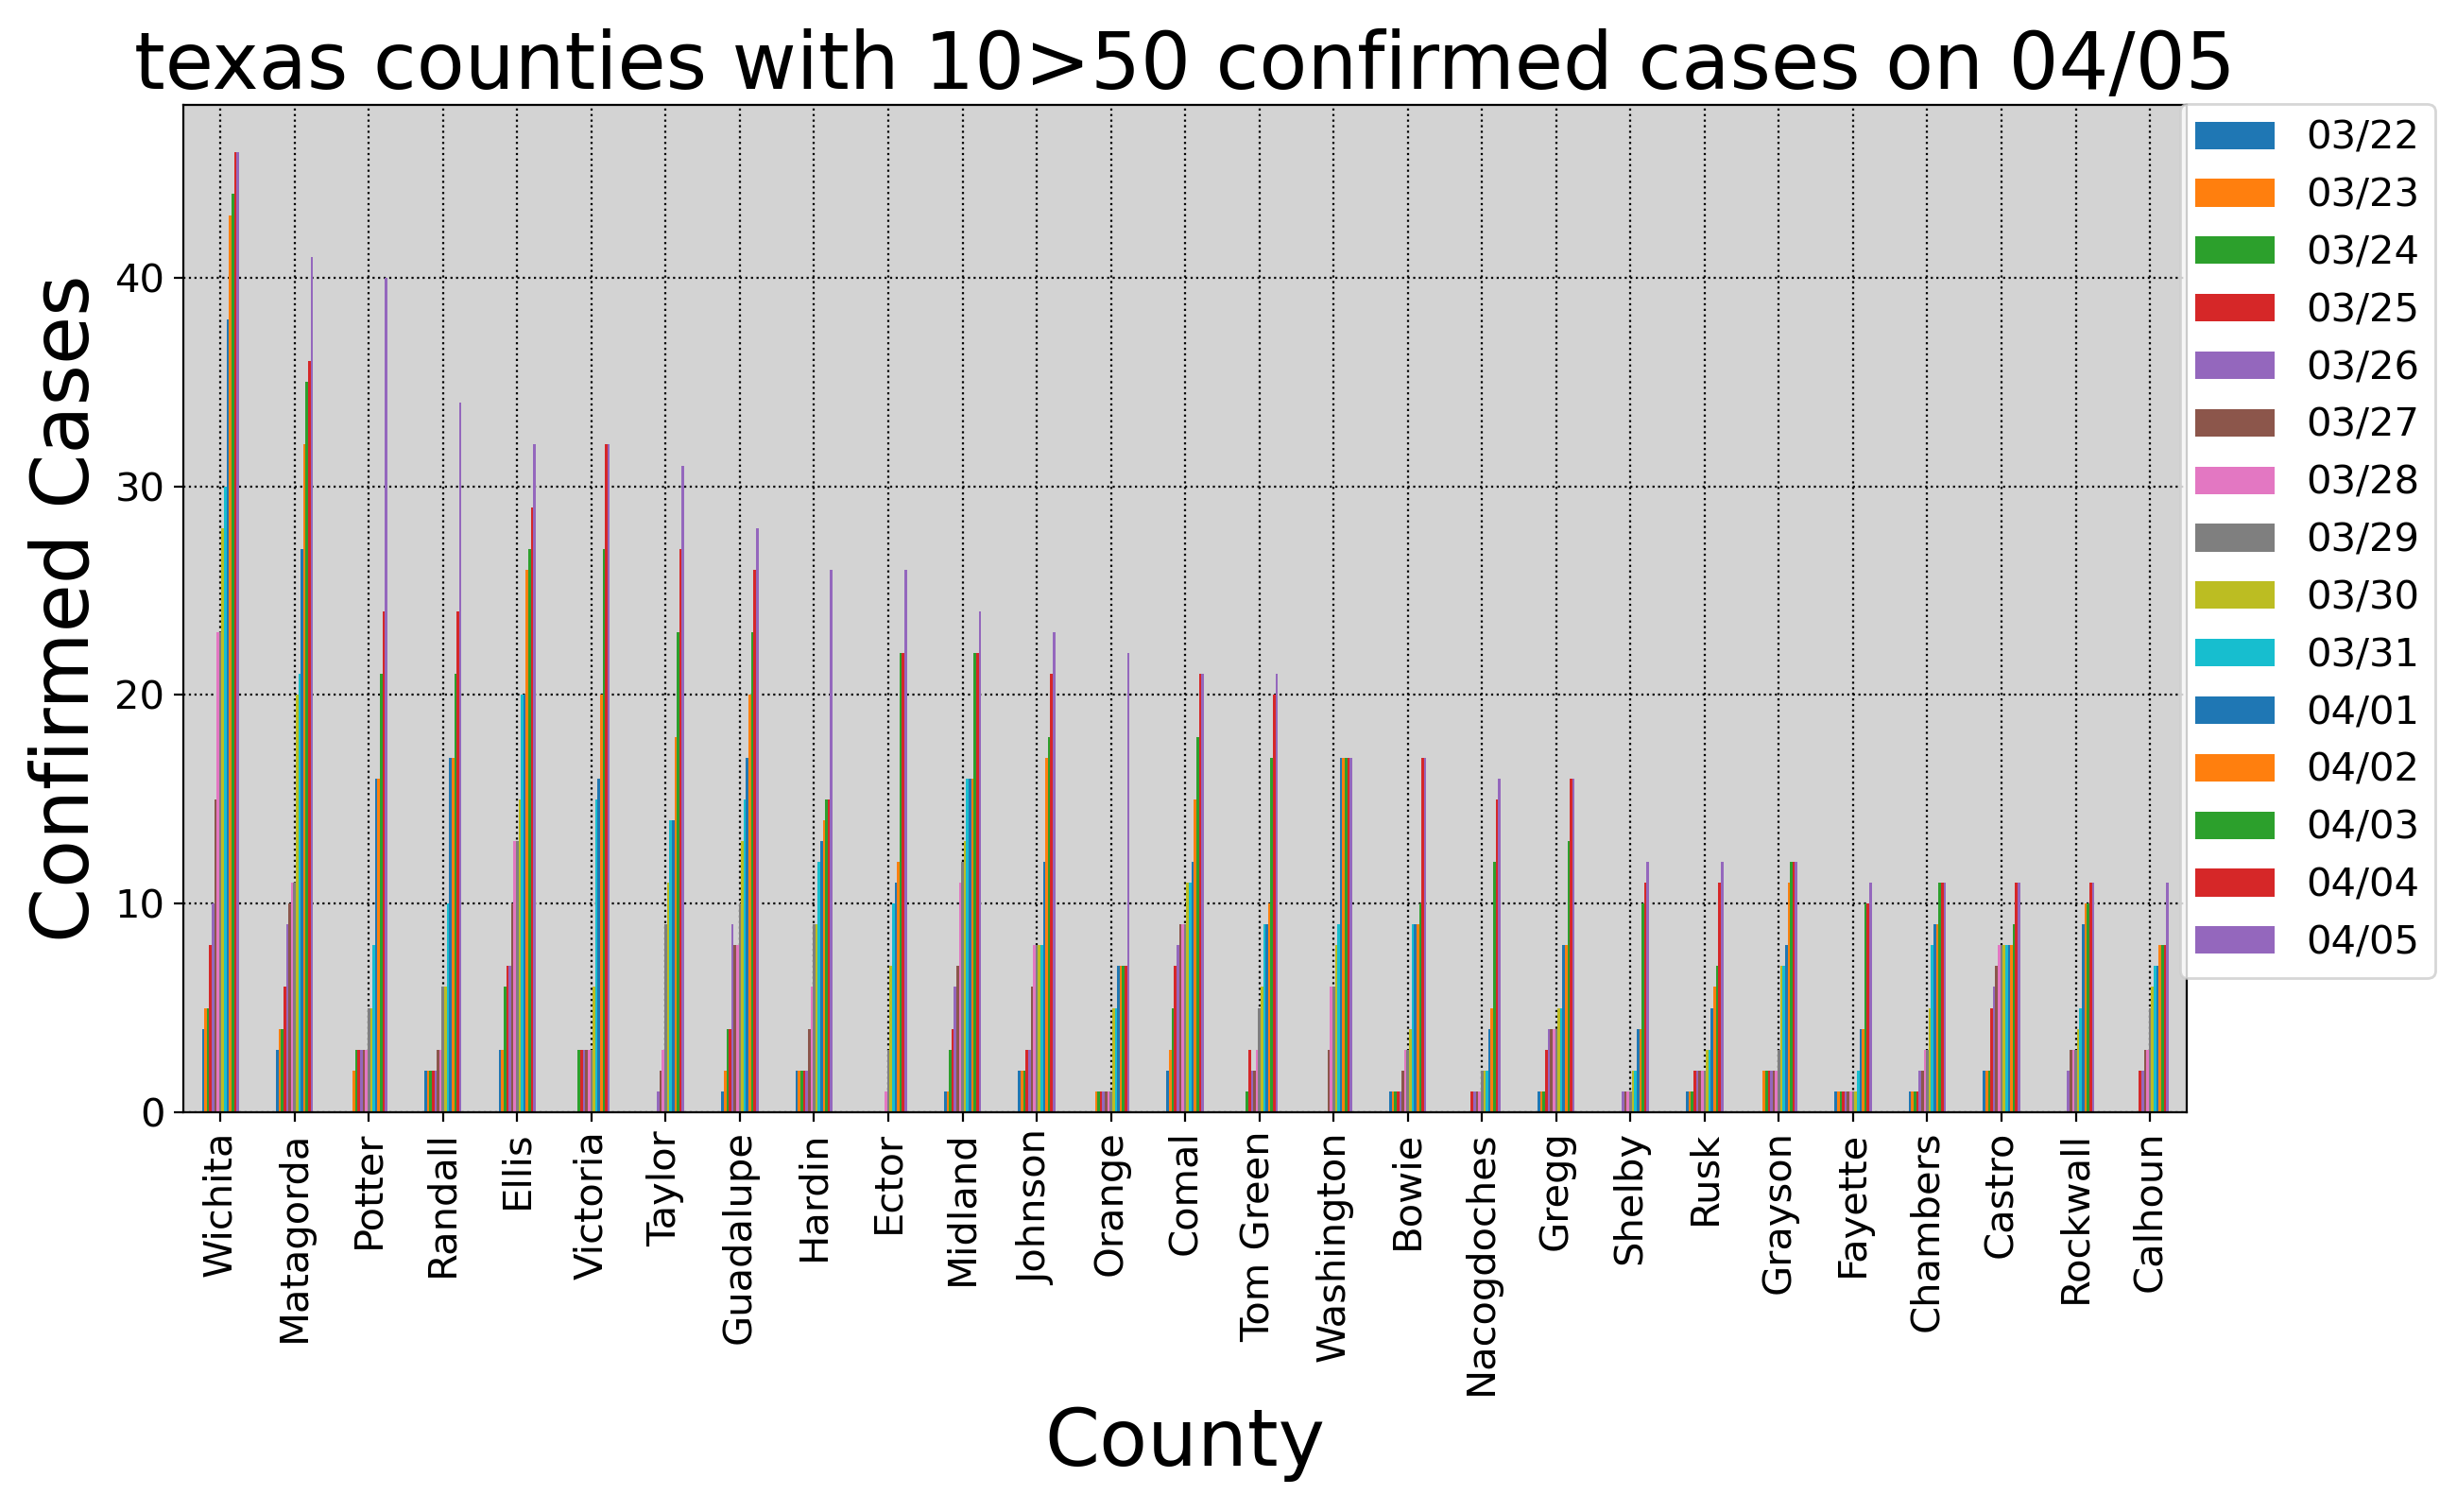 texas counties with 10>50 confirmed cases on 04/05
Confirmed Cases
40
30
20
10
0
03/22
03/23
03/24
03/25
03/26
03/27
03/28
03/29
03/30
03/31
04/01
04/02
04/03
04/04
04/05
Wichita
Matagorda
Potter
Randall
Ellis
Victoria
Taylor
Guadalupe
Hardin
Ector
Midland
Johnson
Orange
Comal
Tom Green
Washington
Bowie
Nacogdoches
Gregg
Shelby
Rusk
Grayson
Fayette
Chambers
Castro
Rockwall
Calhoun
County